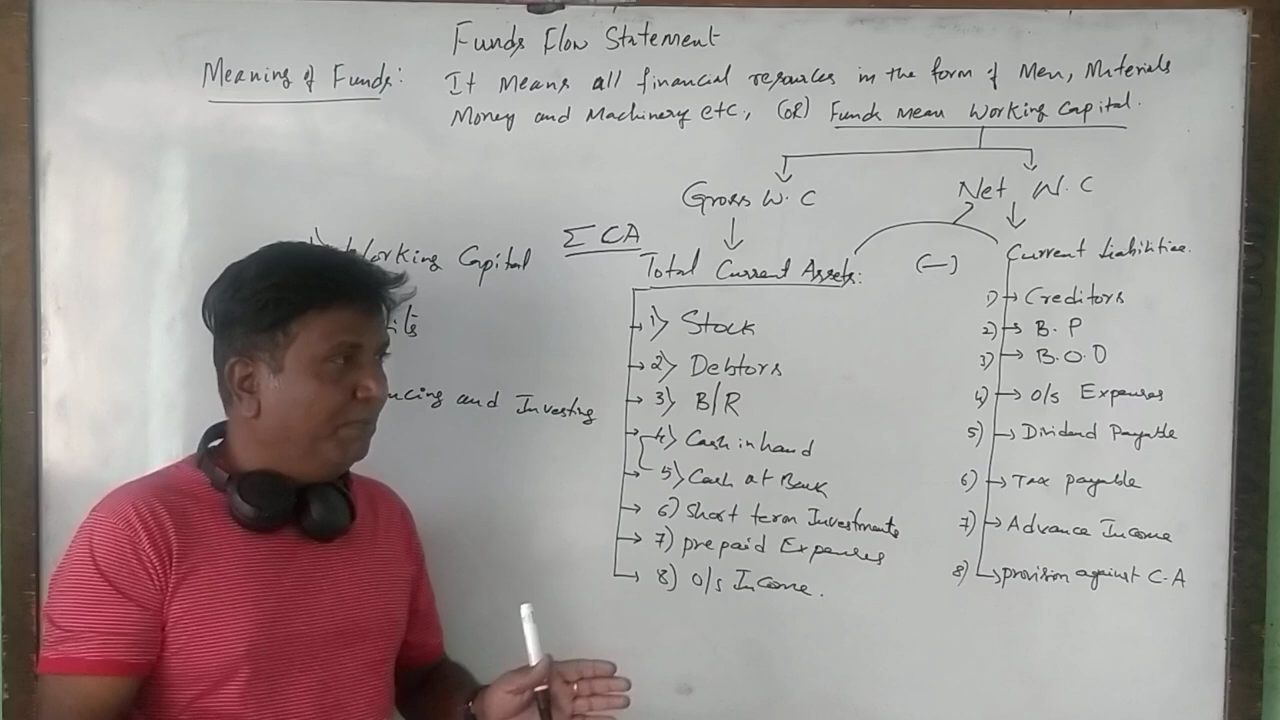 Funds Flow Statement
Meaning of Funds: It Means all financial resources in the form of Men, Materials
Money and Machinery etc, (OR) Funds mean Working Capital.
Gross W.C
Net W.C
Working Capital
Σ CA
Total Current Assets:
(—)
Current Liabilities.
1) Stock
2) Debtors
3) B/R
4) Cash in hand
5) Cash at Bank
6) Short term Investments
7) prepaid Expenses
8) O/s Income.
and Investing
1) Creditors
2) B.P
3) B.O.D
4) O/s Expenses
5) Dividend Payable
6) Tax payable
7) Advance Income
8) provision against C.A